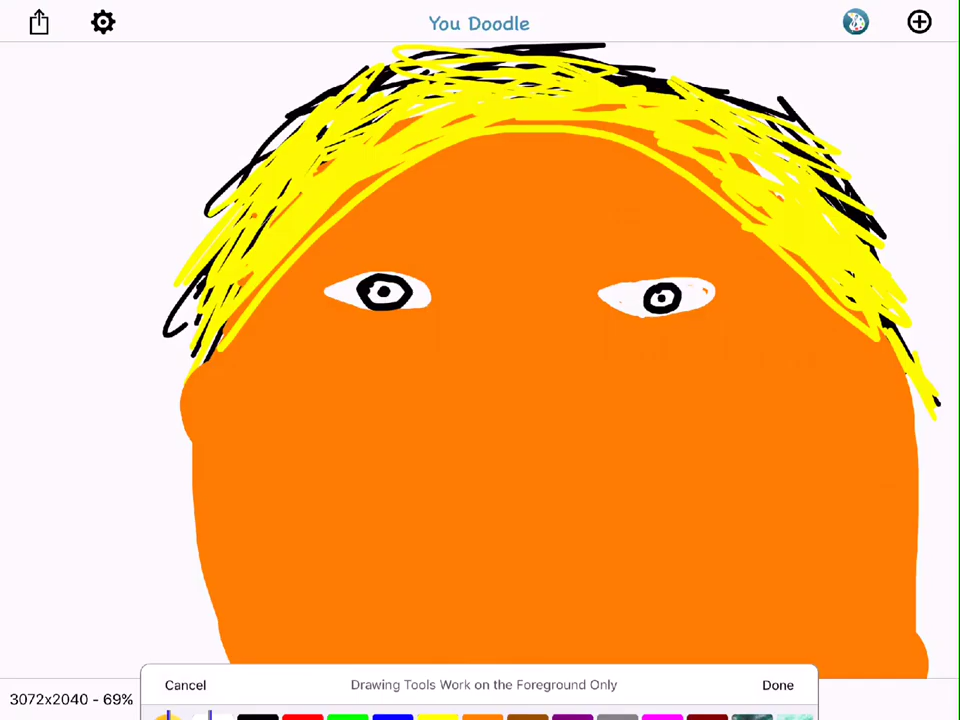 You Doodle
Cancel
Drawing Tools Work on the Foreground Only
Done
3072x2040 - 69%